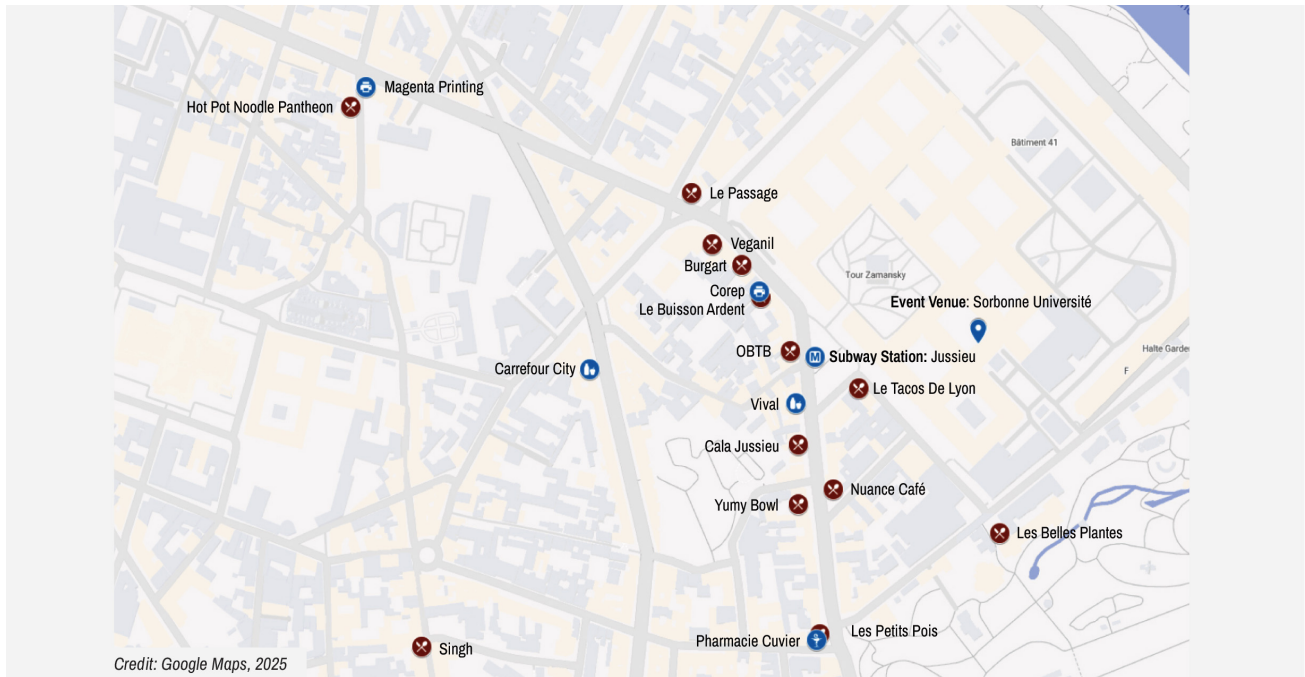 Magenta Printing
Hot Pot Noodle Pantheon
Bâtiment 41
Le Passage
Veganil
Burgart
Tour Zamansky
Corep
Event Venue: Sorbonne Université
Le Buisson Ardent
Halte Garde
OBTB
M
Subway Station: Jussieu
Carrefour City
F
Le Tacos De Lyon
Vival
Cala Jussieu
Nuance Café
Yumy Bowl
Les Belles Plantes
Les Petits Pois
Pharmacie Cuvier
Singh
Credit: Google Maps, 2025